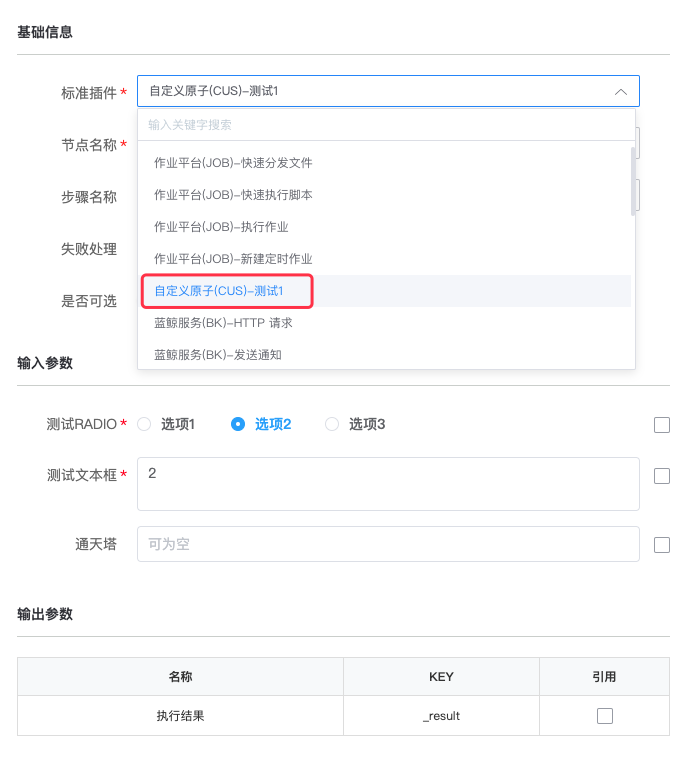 基础信息
标准插件* 自定义原子(CUS)-测试1
输入关键字搜索
节点名称*
作业平台(JOB)-快速分发文件
步骤名称
作业平台(JOB)-快速执行脚本
作业平台(JOB)-执行作业
失败处理
作业平台(JOB)-新建定时作业
自定义原子(CUS)-测试1
是否可选
蓝鲸服务(BK)-HTTP 请求
蓝鲸服务(BK)-发送通知
输入参数
测试RADIO* 选项1 选项2 选项3
测试文本框* 2
通天塔 可为空
输出参数
名称 KEY 引用
执行结果 _result